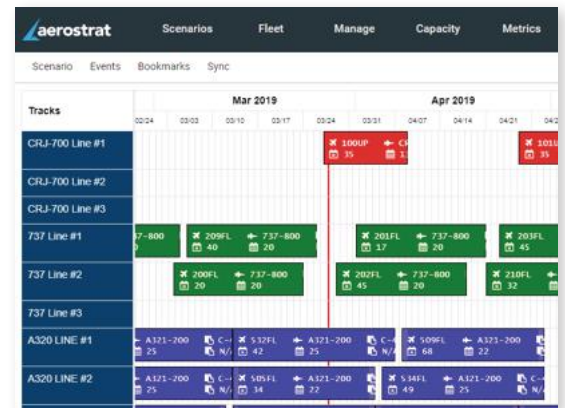 aerostrat Scenarios Fleet Manage Capacity Metrics
Scenario Events Bookmarks Sync
Tracks
Mar 2019 Apr 2019
02/24 03/03 03/10 03/17 03/24 03/31 04/07 04/14 04/21
CRJ-700 Line #1
100UP
35
35
CRJ-700 Line #2
CRJ-700 Line #3
737 Line #1
37-800 209FL 737-800 201FL 737-800 203FL
40 20 17 20 45
737 Line #2
200FL 737-800 202FL 737-800 210FL
20 20 45 20 32
737 Line #3
A320 LINE #1
A321-200 C- 532FL A321-200 C- 509FL A321-200 C-
25 N/ 42 25 N/ 68 22 N/
A320 LINE #2
A321-200 C- 505FL A321-200 C- 534FL A321-200 C
25 N/ 34 22 N/ 49 25 N